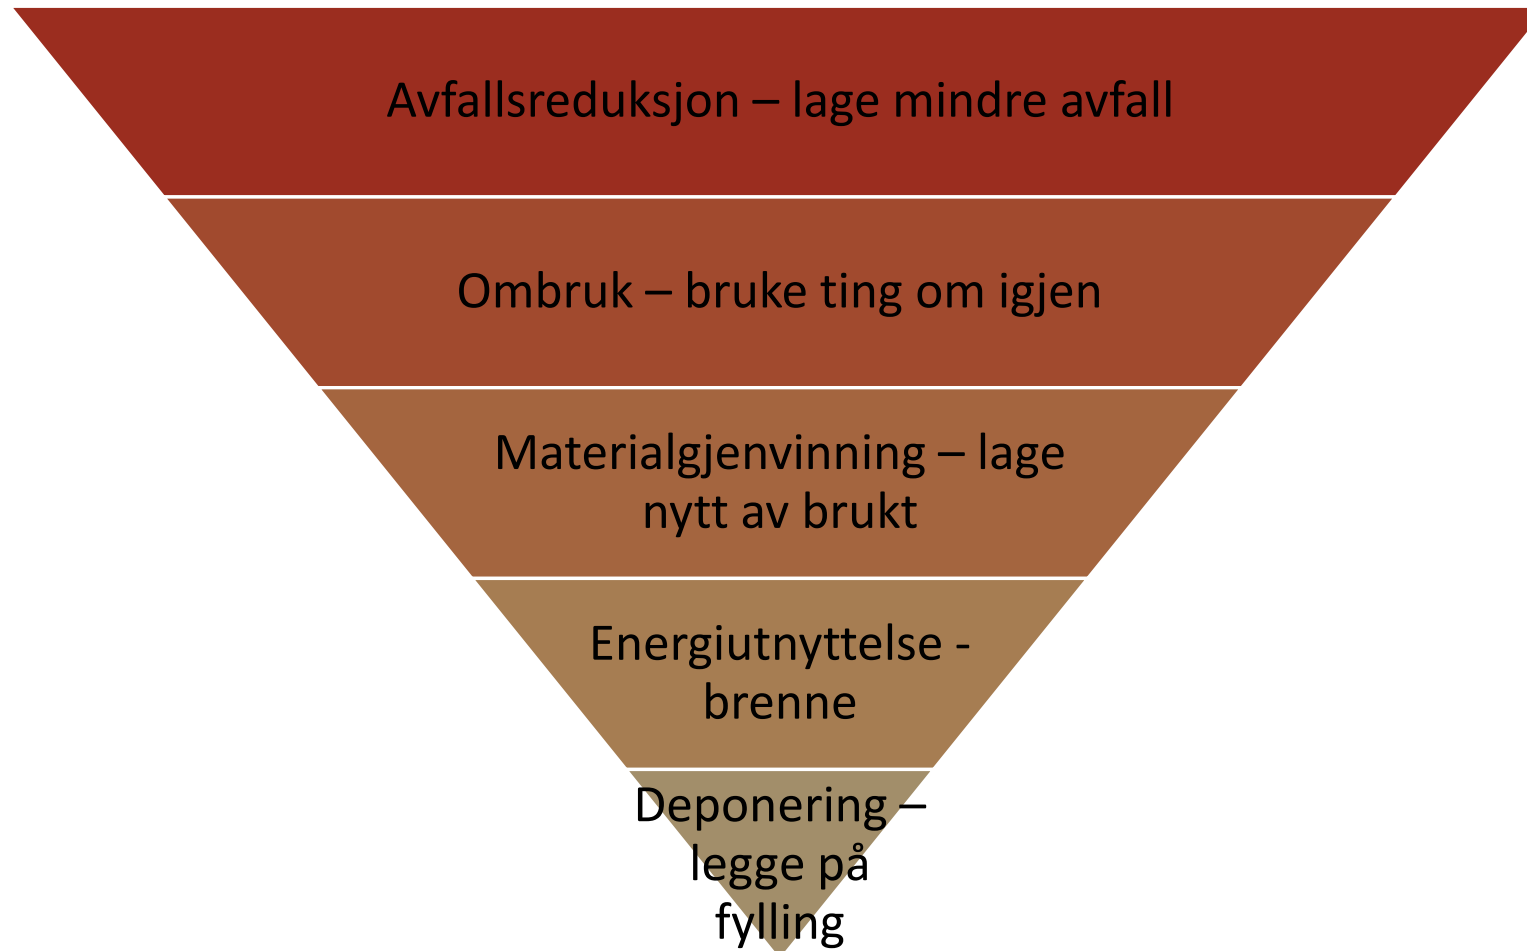 Avfallsreduksjon – lage mindre avfall
Ombruk – bruke ting om igjen
Materialgjenvinning – lage
nytt av brukt
Energiutnyttelse -
brenne
Deponering –
legge på
fylling